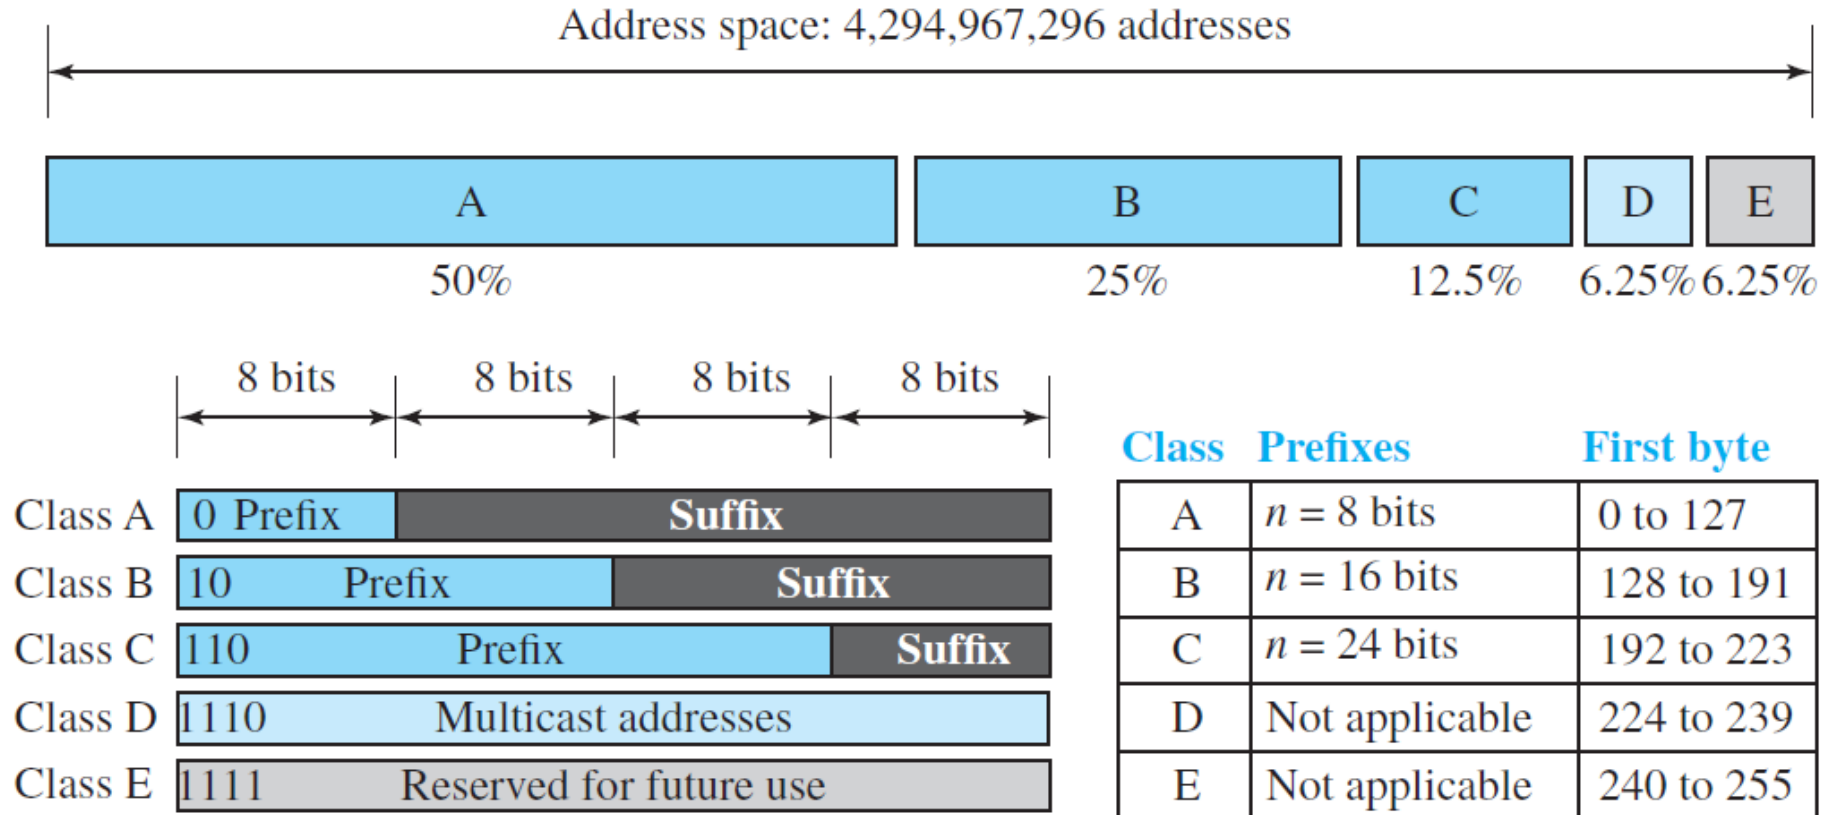 Address space: 4,294,967,296 addresses
A B C D E
50% 25% 12.5% 6.25% 6.25%
8 bits 8 bits 8 bits 8 bits
Class A 0 Prefix Suffix
Class B 10 Prefix Suffix
Class C 110 Prefix Suffix
Class D 1110 Multicast addresses
Class E 1111 Reserved for future use
Class Prefixes First byte
A n = 8 bits 0 to 127
B n = 16 bits 128 to 191
C n = 24 bits 192 to 223
D Not applicable 224 to 239
E Not applicable 240 to 255